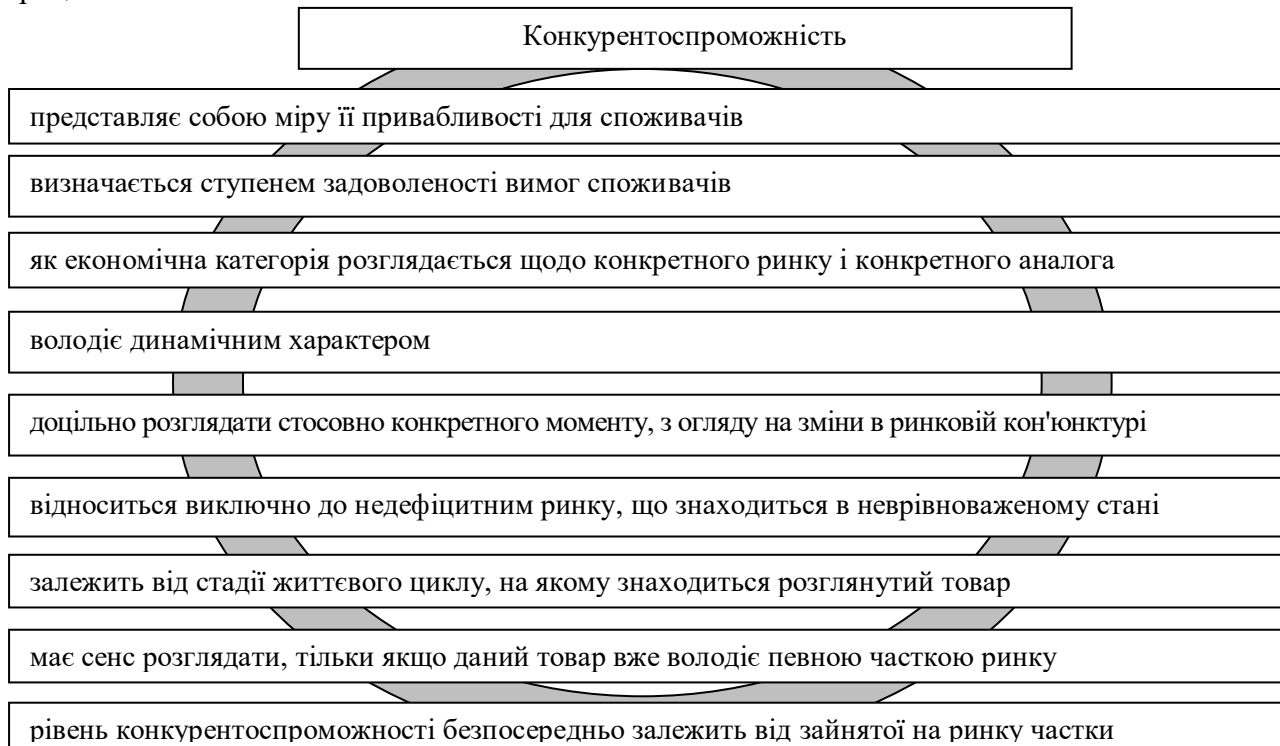 Конкурентоспроможність
представляє собою міру її привабливості для споживачів
визначається ступенем задоволеності вимог споживачів
як економічна категорія розглядається щодо конкретного ринку і конкретного аналога
володіє динамічним характером
доцільно розглядати стосовно конкретного моменту, з огляду на зміни в ринковій кон'юнктурі
відноситься виключно до недефіцитним ринку, що знаходиться в неврівноваженому стані
залежить від стадії життєвого циклу, на якому знаходиться розглянутий товар
має сенс розглядати, тільки якщо даний товар вже володіє певною часткою ринку
рівень конкурентоспроможності безпосередньо залежить від зайнятої на ринку частки